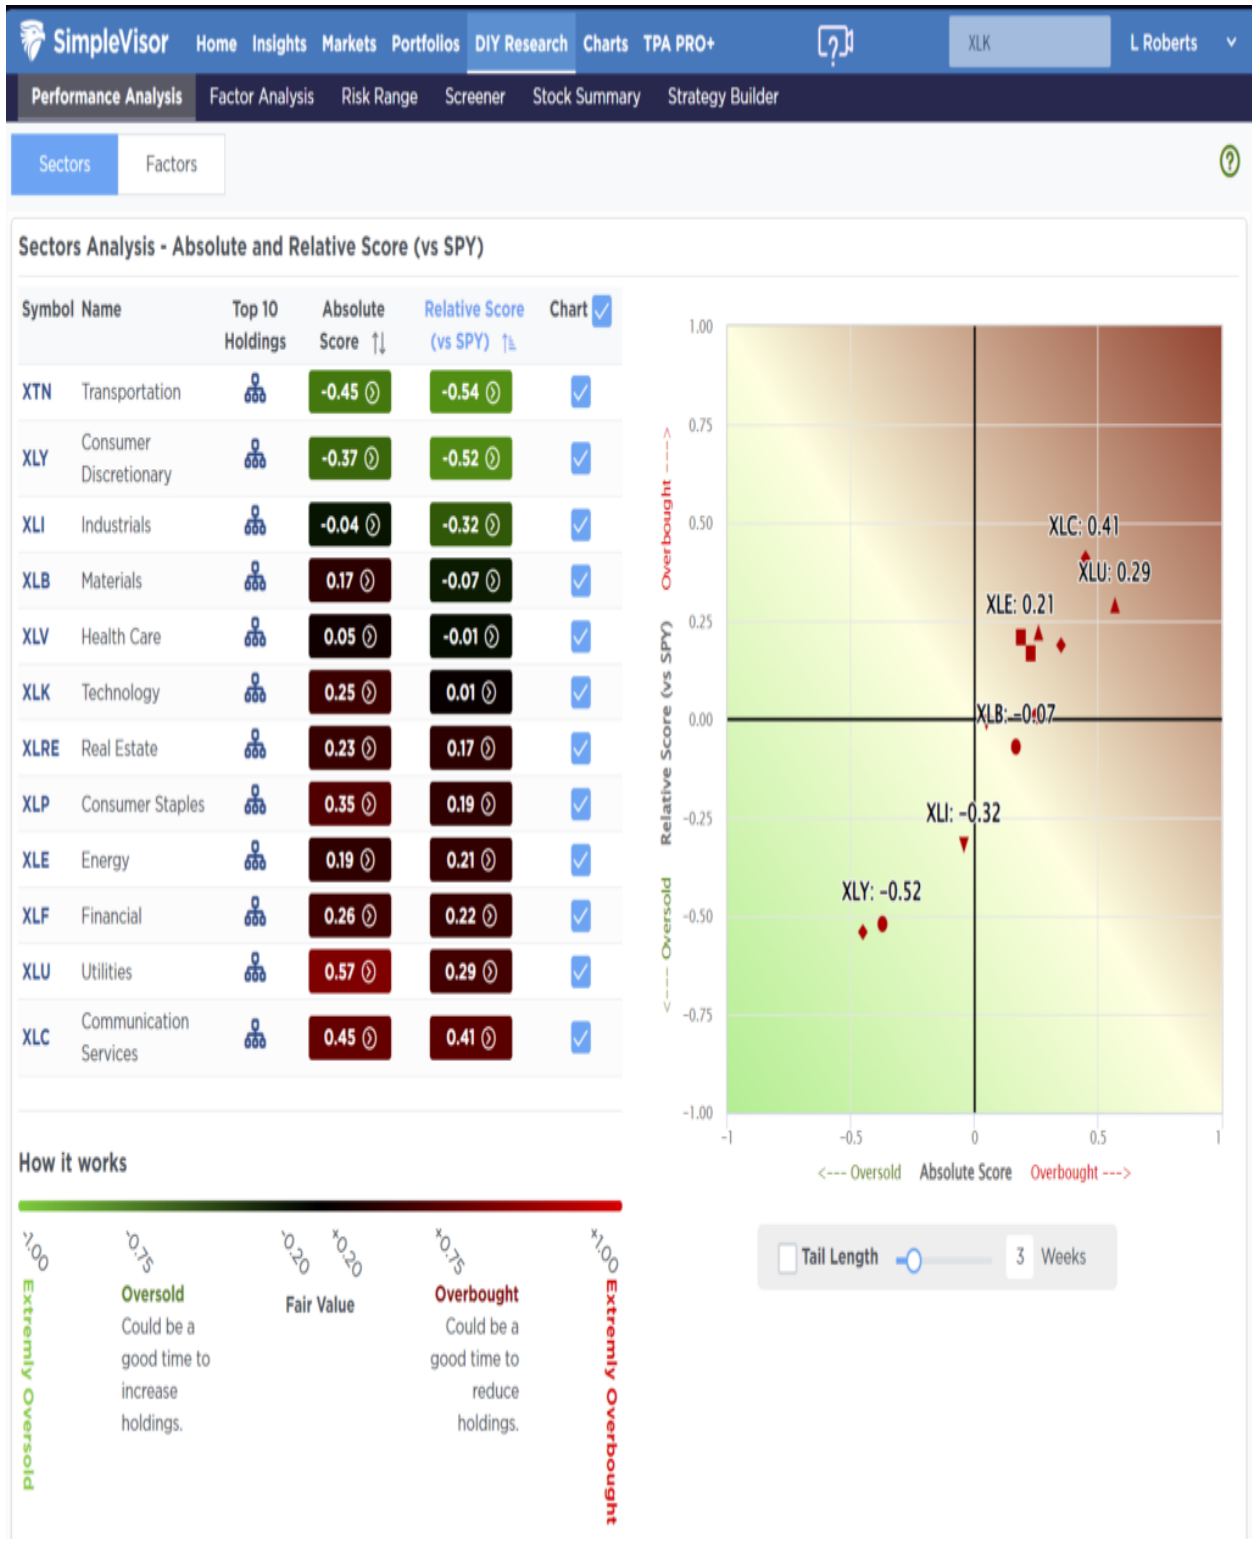 SimpleVisor Home Insights Markets Portfolios DIY Research Charts TPA PRO+ ? XLK L Roberts
Performance Analysis Factor Analysis Risk Range Screener Stock Summary Strategy Builder
Sectors Factors ?
Sectors Analysis - Absolute and Relative Score (vs SPY)
Symbol Name Top 10 Holdings Absolute Score Relative Score (vs SPY) Chart
XTN Transportation -0.45 -0.54
XLY Consumer Discretionary -0.37 -0.52
XLI Industrials -0.04 -0.32
XLB Materials 0.17 -0.07
XLV Health Care 0.05 -0.01
XLK Technology 0.25 0.01
XLRE Real Estate 0.23 0.17
XLP Consumer Staples 0.35 0.19
XLE Energy 0.19 0.21
XLF Financial 0.26 0.22
XLU Utilities 0.57 0.29
XLC Communication Services 0.45 0.41
How it works
-1.00 -0.75 -0.20 +0.20 +0.75 +1.00
Extremly Oversold
Oversold
Could be a
good time to
increase
holdings.
Fair Value
Overbought
Could be a
good time to
reduce
holdings.
Extremly Overbought
1.00
0.75
0.50
0.25
0.00
-0.25
-0.50
-0.75
-1.00
<--- Oversold Relative Score (vs SPY) Overbought --->
XLC: 0.41
XLU: 0.29
XLE: 0.21
XLB: -0.07
XLI: -0.32
XLY: -0.52
-1 -0.5 0 0.5 1
<--- Oversold Absolute Score Overbought --->
Tail Length 3 Weeks